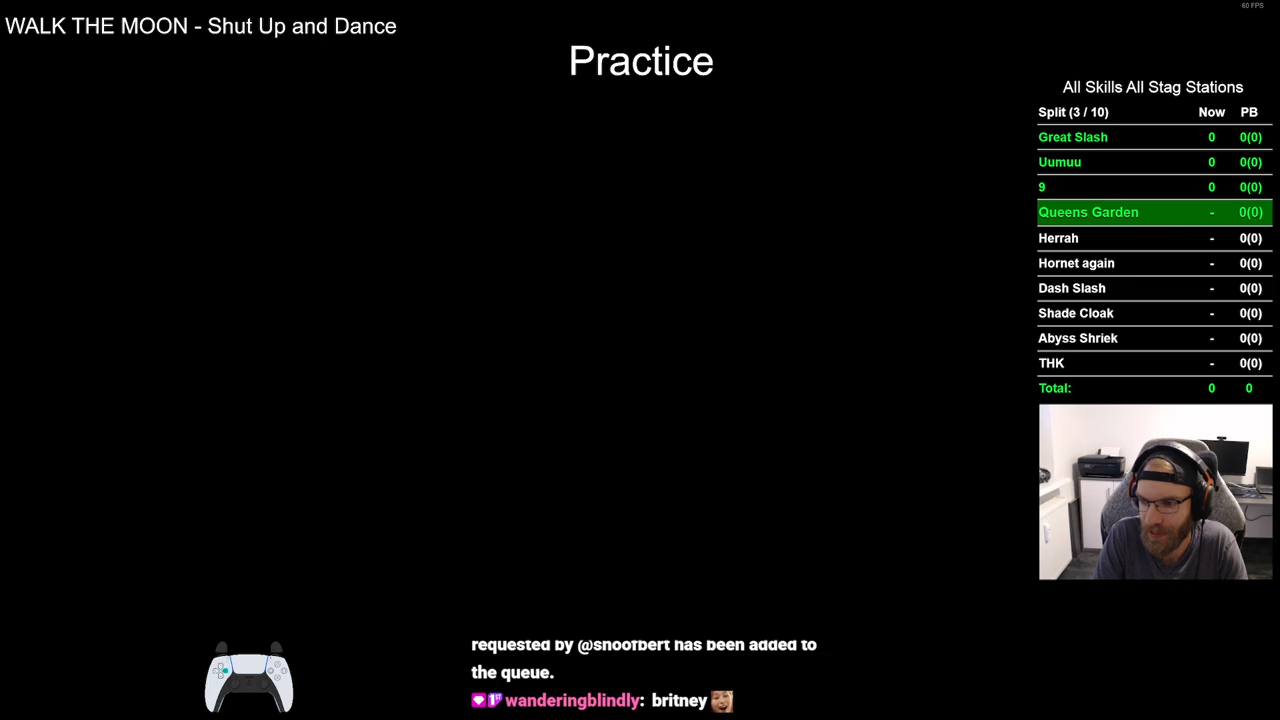 60 FPS
WALK THE MOON - Shut Up and Dance
Practice
All Skills All Stag Stations
Split (3 / 10) Now PB
Great Slash 0 0(0)
Uumuu 0 0(0)
9 0 0(0)
Queens Garden - 0(0)
Herrah - 0(0)
Hornet again - 0(0)
Dash Slash - 0(0)
Shade Cloak - 0(0)
Abyss Shriek - 0(0)
THK - 0(0)
Total: 0 0
requested by @snoofbert has been added to
the queue.
wanderingblindly: britney